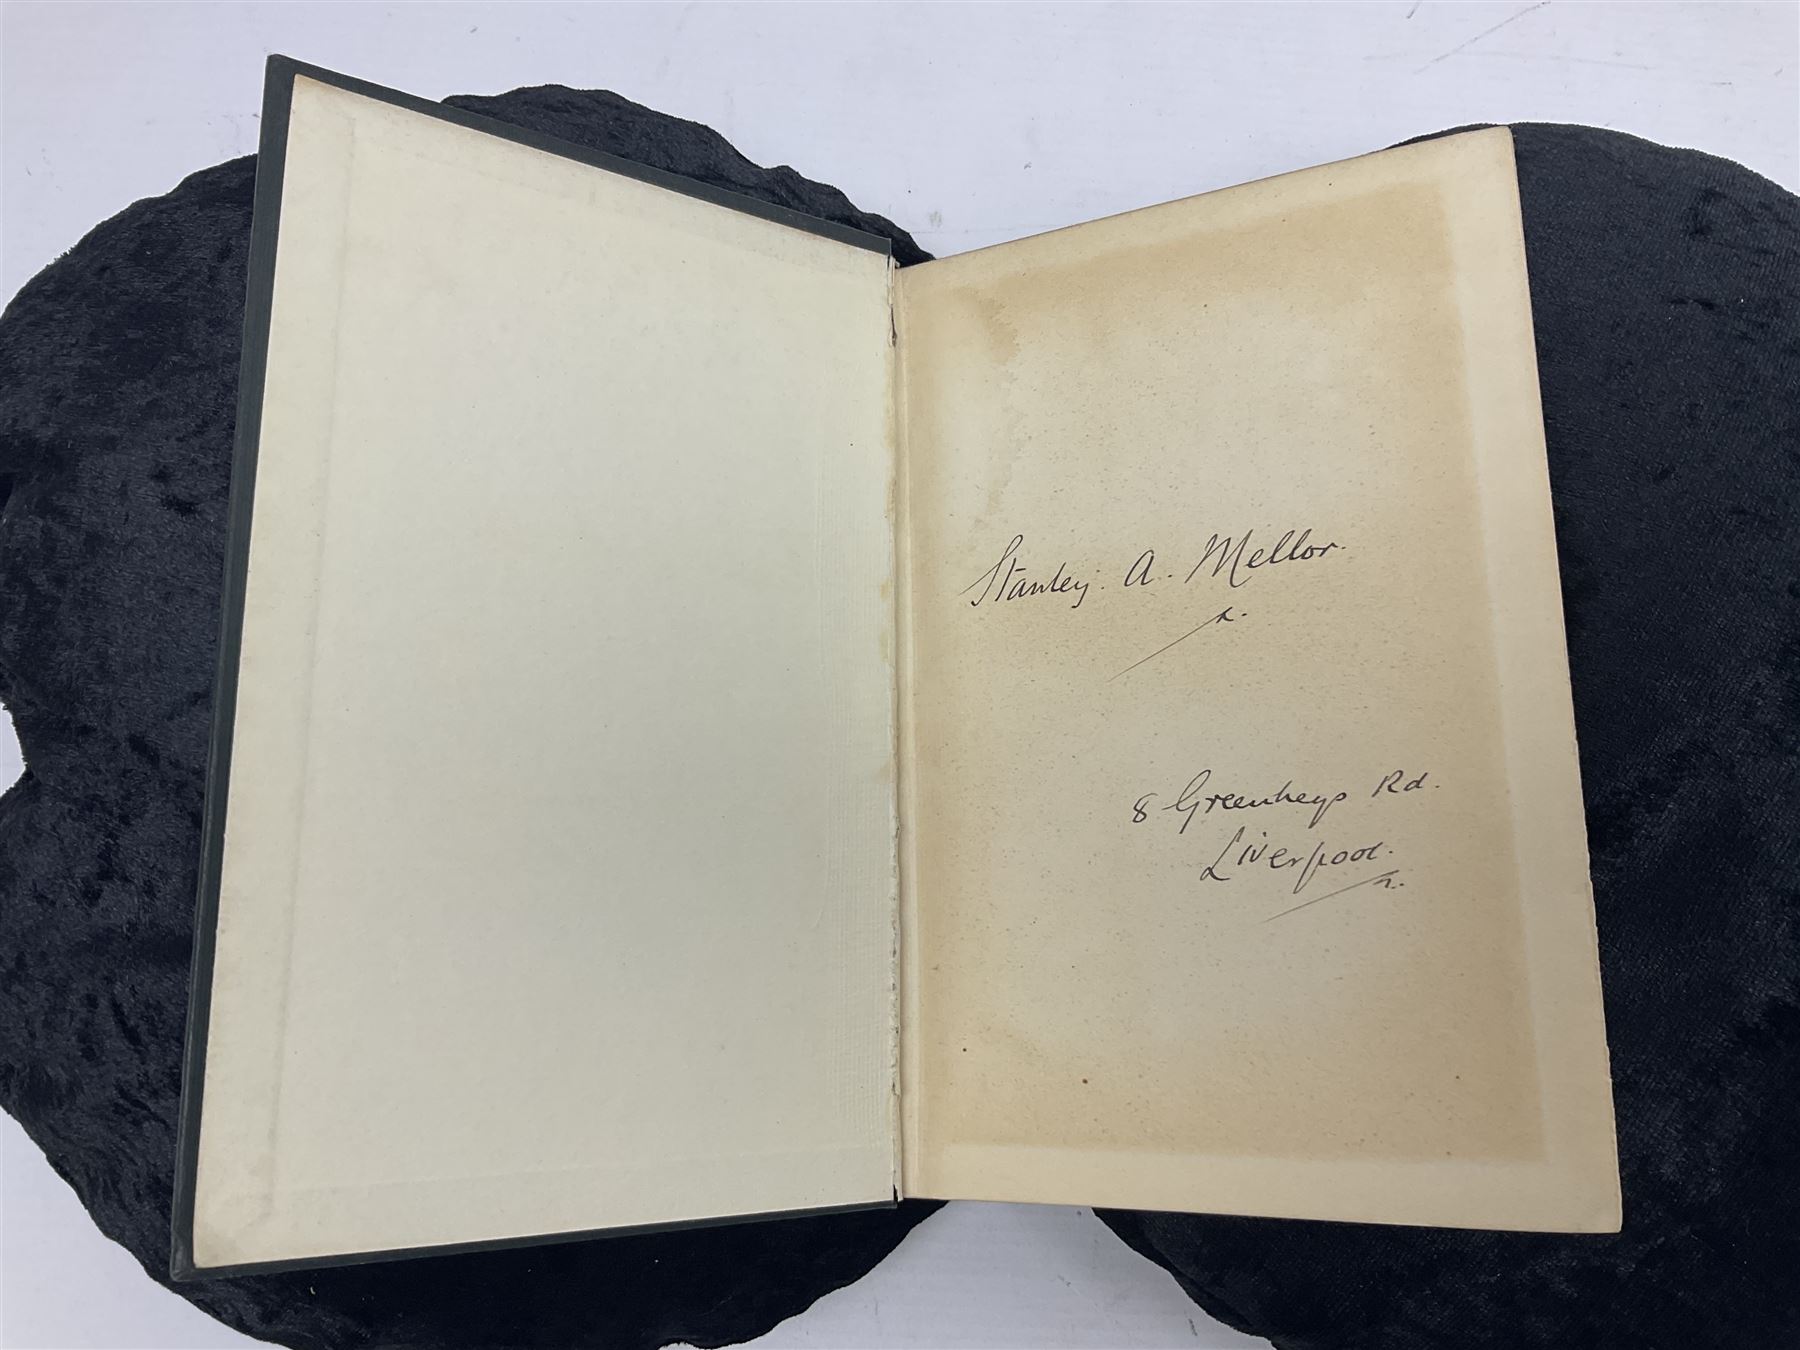 Stanley. A. Mellor.
8 Greenheys Rd.
Liverpool.